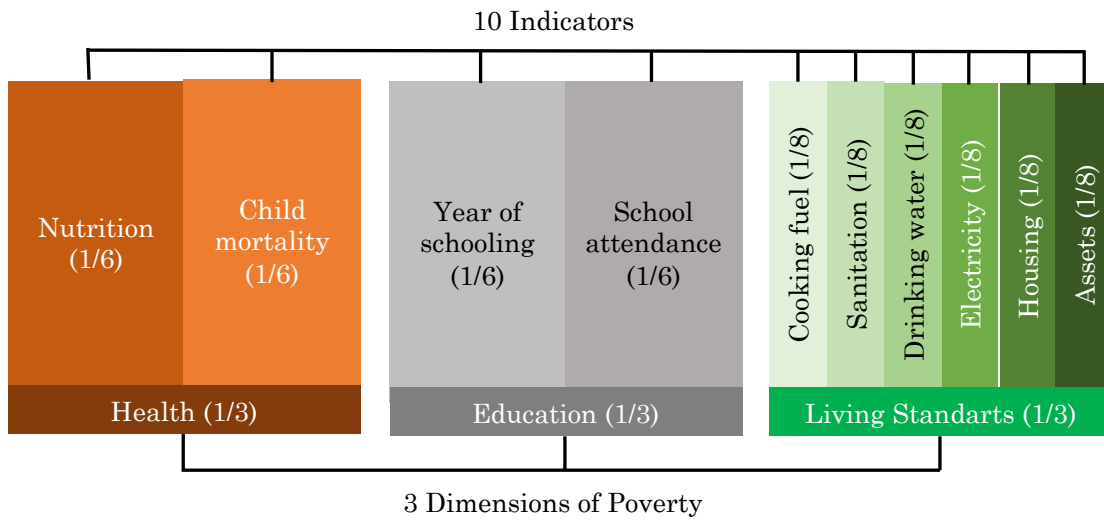 10 Indicators
Nutrition
(1/6)
Child
mortality
(1/6)
Year of
schooling
(1/6)
School
attendance
(1/6)
Cooking fuel (1/8)
Sanitation (1/8)
Drinking water (1/8)
Electricity (1/8)
Housing (1/8)
Assets (1/8)
Health (1/3)
Education (1/3)
Living Standarts (1/3)
3 Dimensions of Poverty